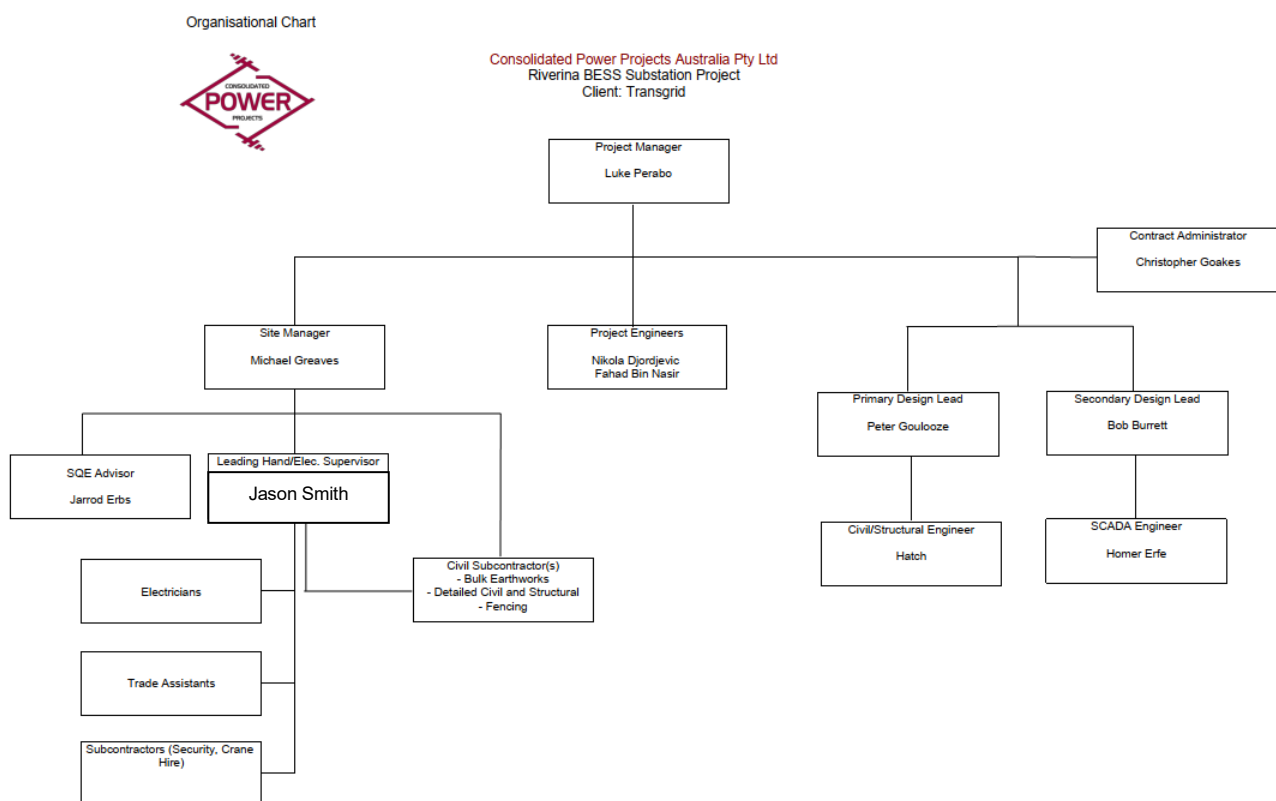 Organisational Chart
CONSOLIDATED
POWER
PROJECTS
Consolidated Power Projects Australia Pty Ltd
Riverina BESS Substation Project
Client: Transgrid
Project Manager
Luke Perabo
Contract Administrator
Christopher Goakes
Site Manager
Michael Greaves
Project Engineers
Nikola Djordjevic
Fahad Bin Nasir
Primary Design Lead
Peter Goulooze
Secondary Design Lead
Bob Burrett
SQE Advisor
Jarrod Erbs
Leading Hand/Elec. Supervisor
Jason Smith
Civil/Structural Engineer
Hatch
SCADA Engineer
Homer Erfe
Civil Subcontractor(s)
- Bulk Earthworks
- Detailed Civil and Structural
- Fencing
Electricians
Trade Assistants
Subcontractors (Security, Crane
Hire)